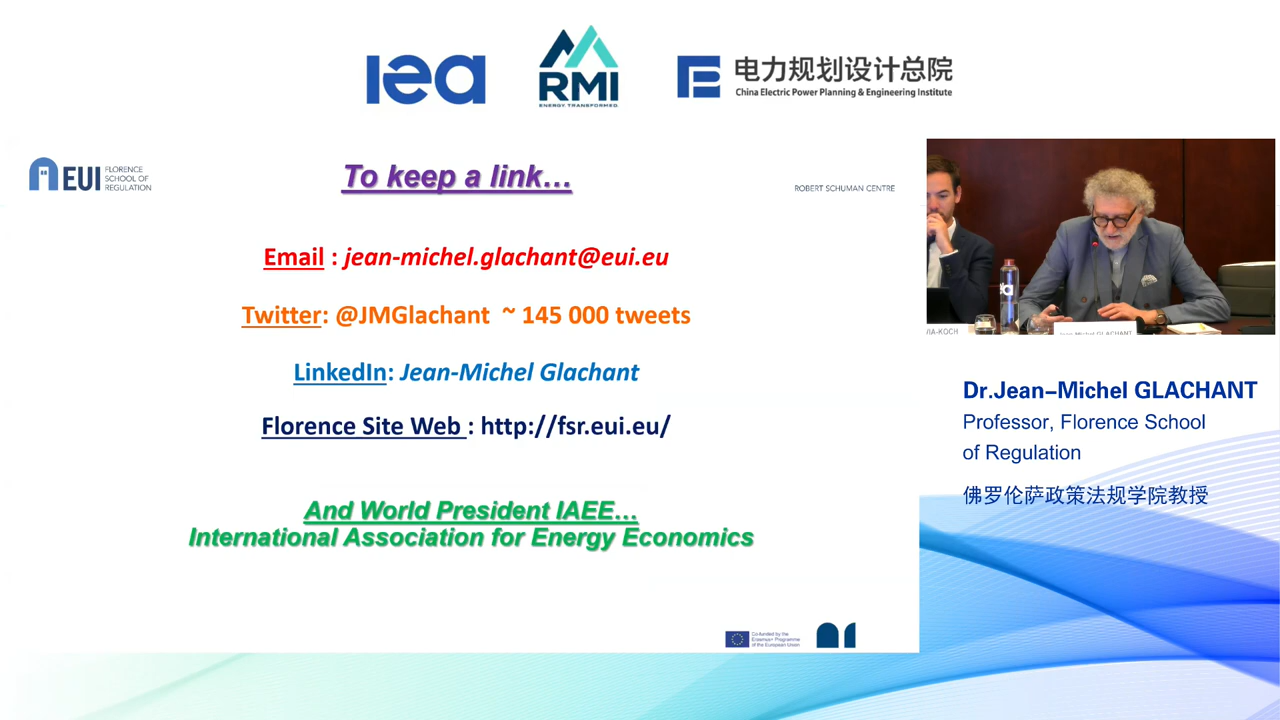 iea
RMI
ENERGY TRANSFORMED
电力规划设计总院
China Electric Power Planning & Engineering Institute
EUI
FLORENCE
SCHOOL OF
REGULATION
To keep a link…
ROBERT SCHUMAN CENTRE
Email : jean-michel.glachant@eui.eu
Twitter: @JMGlachant ~ 145 000 tweets
LinkedIn: Jean-Michel Glachant
Florence Site Web : http://fsr.eui.eu/
And World President IAEE…
International Association for Energy Economics
Co-funded by the
Erasmus+ Programme
of the European Union
Jean-Michel GLACHANT
Dr.Jean–Michel GLACHANT
Professor, Florence School
of Regulation
佛罗伦萨政策法规学院教授